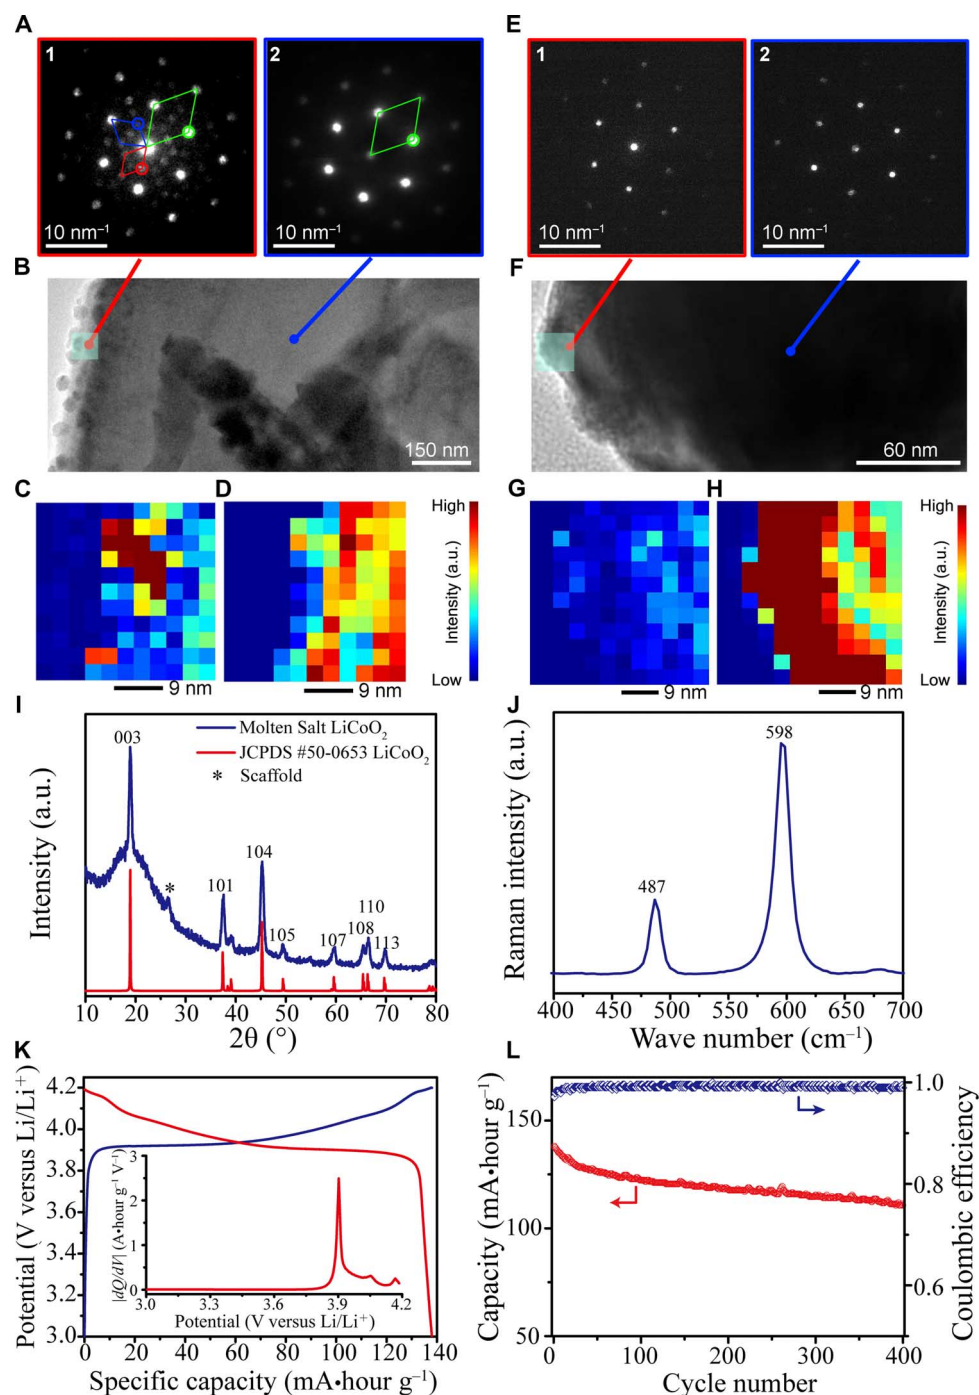 A
1
10 nm⁻¹
2
10 nm⁻¹
E
1
10 nm⁻¹
2
10 nm⁻¹
B
150 nm
F
60 nm
C
D
High
Intensity (a.u.)
Low
9 nm
9 nm
G
H
High
Intensity (a.u.)
Low
9 nm
9 nm
I
Molten Salt LiCoO₂
JCPDS #50-0653 LiCoO₂
* Scaffold
003
*
101
104
105
107
108
110
113
Intensity (a.u.)
10 20 30 40 50 60 70 80
2θ (°)
J
598
487
Raman intensity (a.u.)
400 450 500 550 600 650 700
Wave number (cm⁻¹)
K
Potential (V versus Li/Li⁺)
4.2
4.0
3.8
3.6
3.4
3.2
3.0
0 20 40 60 80 100 120 140
Specific capacity (mA•hour g⁻¹)
|dQ/dV| (A•hour g⁻¹ V⁻¹)
3
2
1
0
3.0 3.3 3.6 3.9 4.2
Potential (V versus Li/Li⁺)
L
Capacity (mA•hour g⁻¹)
150
100
50
0 100 200 300 400
Cycle number
1.0
0.8
0.6
Coulombic efficiency